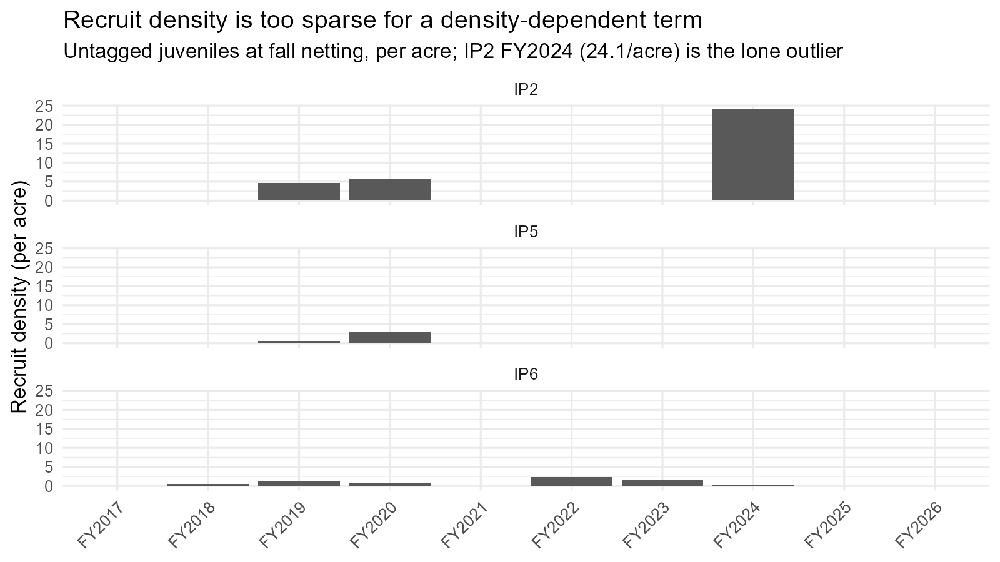 Recruit density is too sparse for a density-dependent term
Untagged juveniles at fall netting, per acre; IP2 FY2024 (24.1/acre) is the lone outlier
Recruit density (per acre)
IP2
25
20
15
10
5
0
IP5
25
20
15
10
5
0
IP6
25
20
15
10
5
0
FY2017
FY2018
FY2019
FY2020
FY2021
FY2022
FY2023
FY2024
FY2025
FY2026